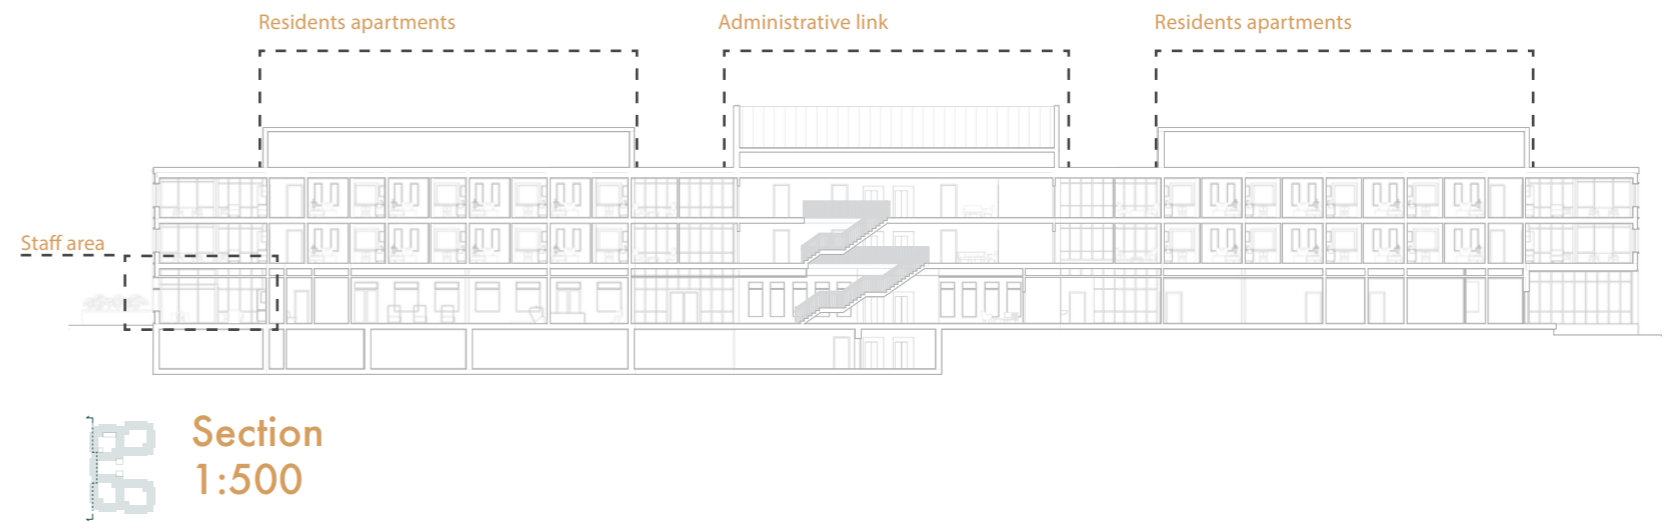 Residents apartments
Administrative link
Residents apartments
Staff area
Section
1:500